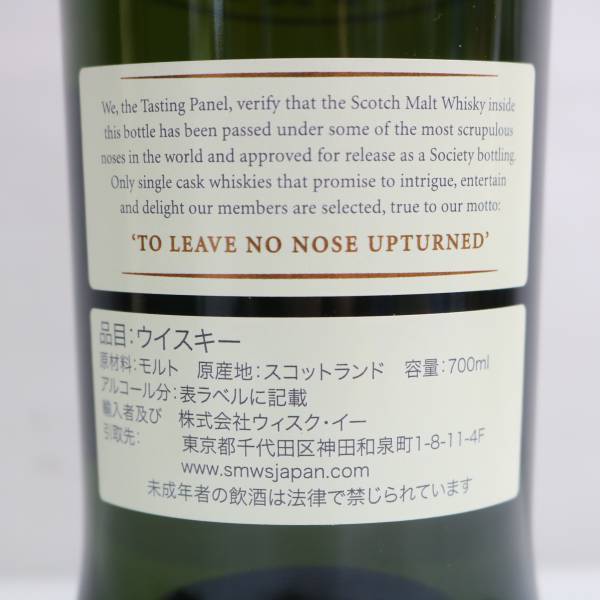 We, the Tasting Panel, verify that the Scotch Malt Whisky inside
this bottle has been passed under some of the most scrupulous
noses in the world and approved for release as a Society bottling.
Only single cask whiskies that promise to intrigue, entertain
and delight our members are selected, true to our motto:
‘TO LEAVE NO NOSE UPTURNED’
品目：ウイスキー
原材料：モルト　原産地：スコットランド　容量：700ml
アルコール分：表ラベルに記載
輸入者及び　株式会社ウィスク・イー
引取先：　東京都千代田区神田和泉町1-8-11-4F
www.smwsjapan.com
未成年者の飲酒は法律で禁じられています